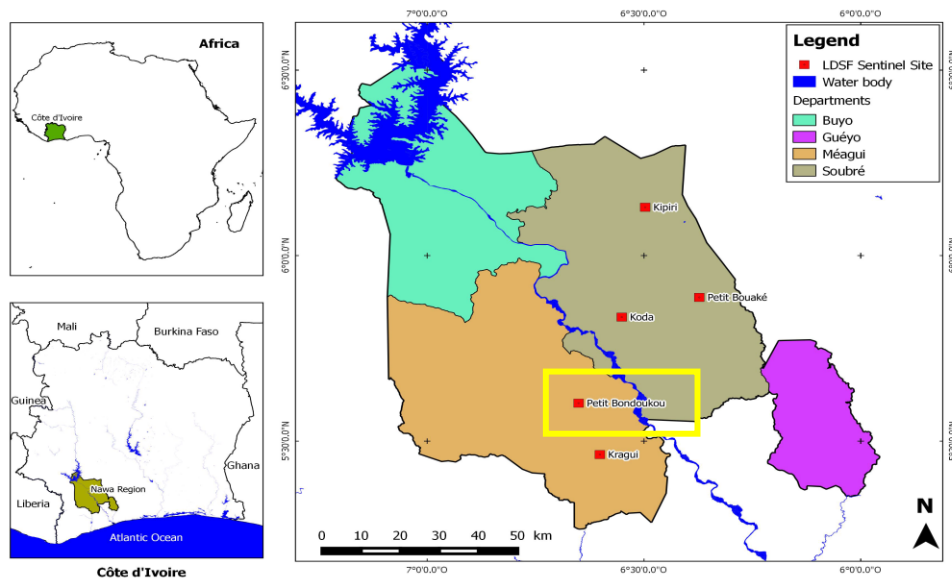 Africa
Côte d'Ivoire
Mali
Burkina Faso
Guinea
Ghana
Nawa Region
Liberia
Atlantic Ocean
Côte d'Ivoire
7°0'0.0"N
6°30'0.0"N
6°0'0.0"N
6°30'0.0"N
6°0'0.0"N
5°30'0.0"N
Legend
LDSF Sentinel Site
Water body
Departments
Buyo
Guéyo
Méagui
Soubré
Kipiri
Petit Bouaké
Koda
Petit Bondoukou
Kragui
N
0 10 20 30 40 50 km
7°0'0.0"N
6°30'0.0"N
6°0'0.0"N